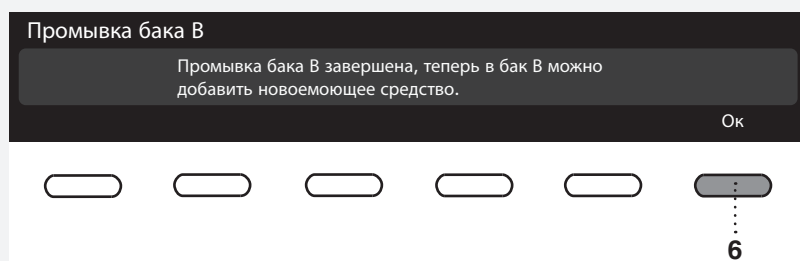 Промывка бака B
Промывка бака B завершена, теперь в бак B можно
добавить новоемоющее средство.
Ок
6